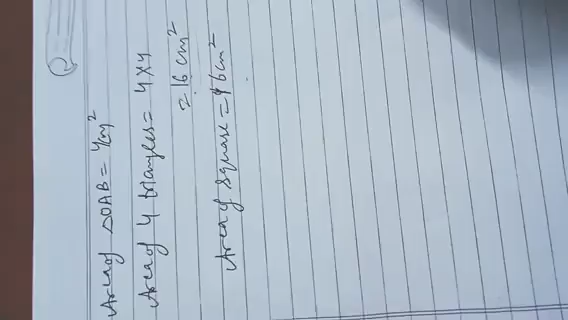 Area of △OAB = 4cm²
Area of 4 triangles = 4×4
= 16 cm²
Area of square = 16cm²